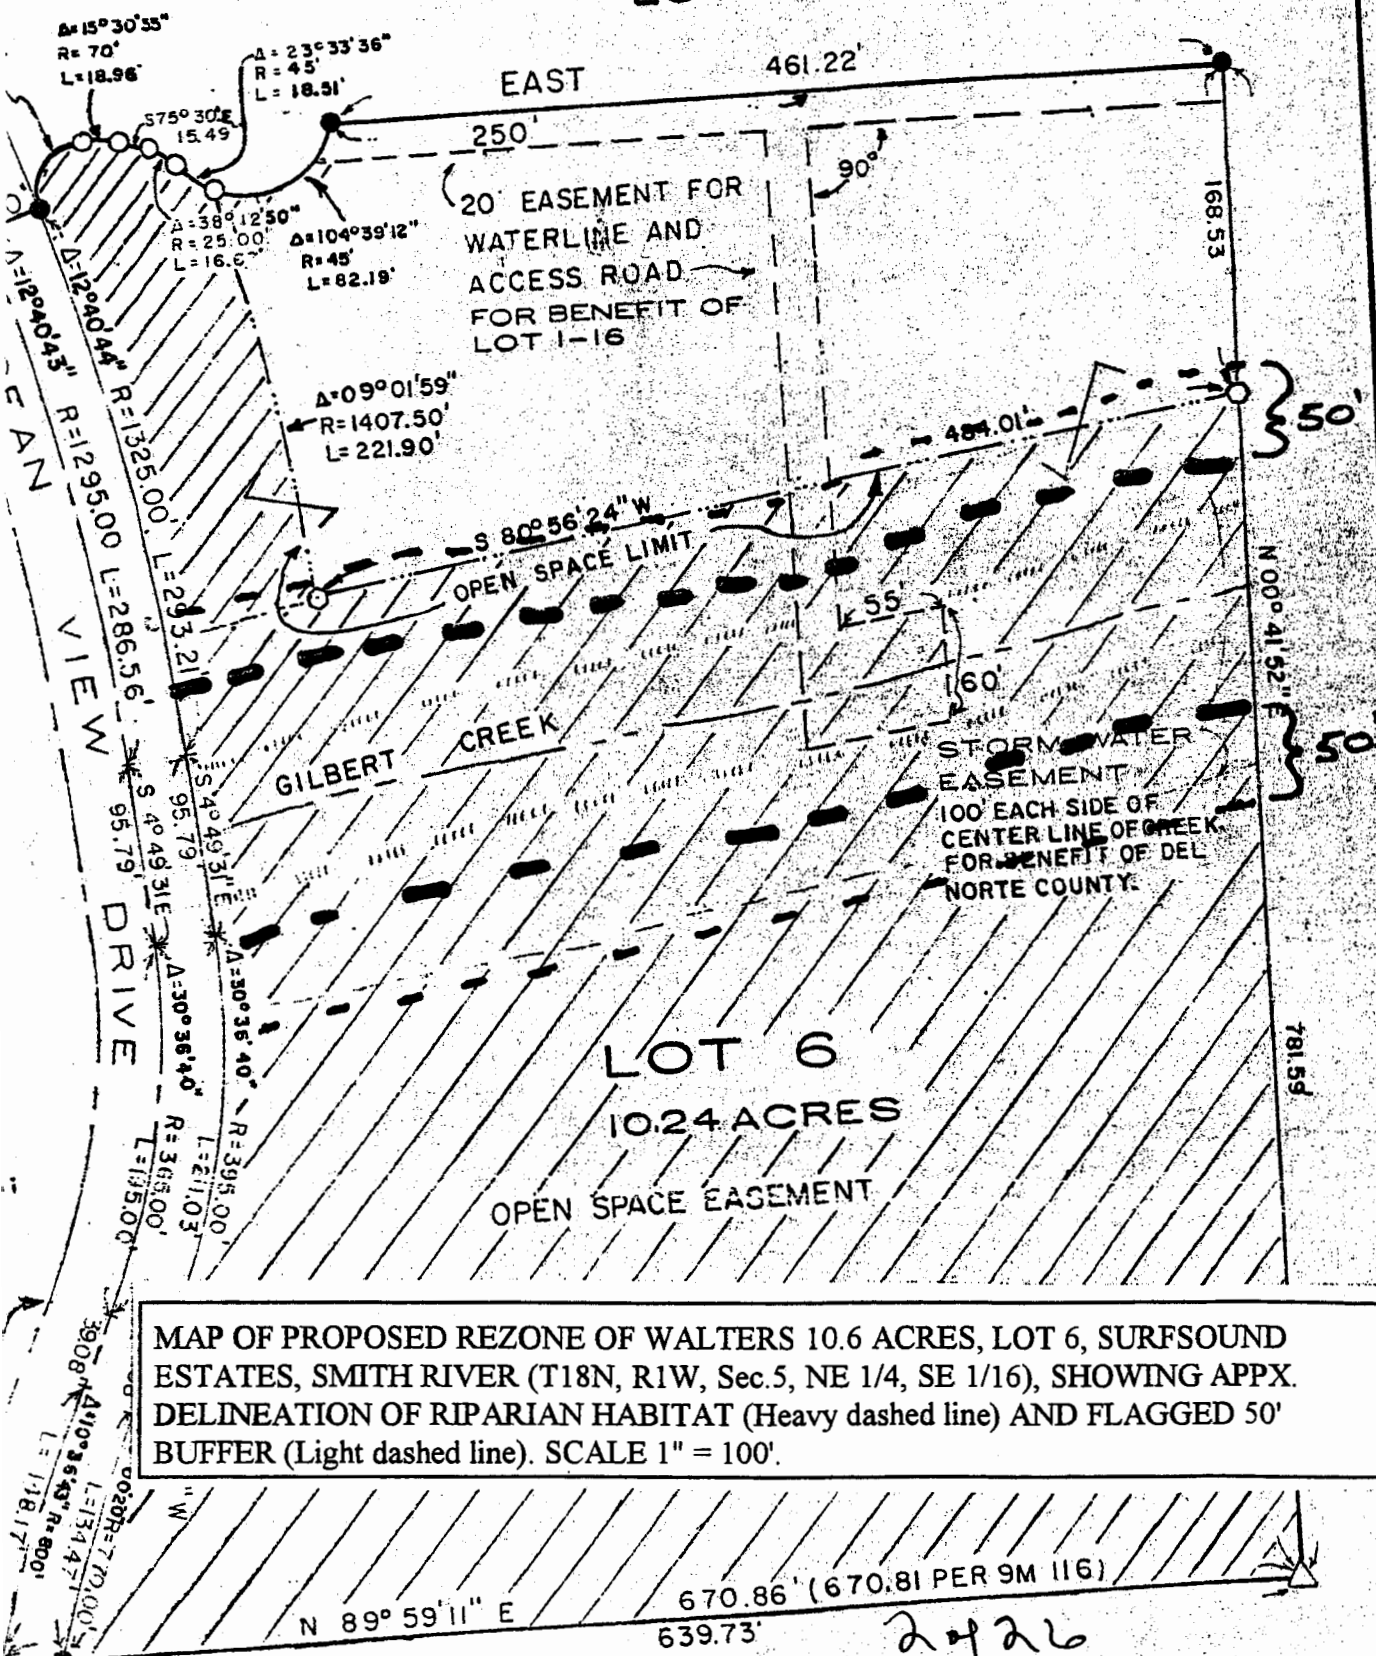 Δ=15°30'55"
R= 70'
L=18.96'
Δ= 23°33'36"
R= 45'
L= 18.51'
S75°30'E
15.49
EAST
461.22'
250'
90°
20' EASEMENT FOR
WATERLINE AND
ACCESS ROAD
FOR BENEFIT OF
LOT 1-16
168.53
Δ=38°12'50"
R= 25.00'
Δ=104°39'12"
R=45'
L=82.19'
Δ=12°40'43" R=1295.00 L=286.56'
Δ=12°40'44" R=1325.00' L=293.21'
Δ=09°01'59"
R=1407.50'
L= 221.90'
484.01'
50'
S 80°56'24" W
OPEN SPACE LIMIT
55'
60'
N 00°41'52" E
GILBERT CREEK
VIEW DRIVE
S 4°49'31"E
95.79'
S 4°49'31"E
95.79
STORM WATER
EASEMENT
100' EACH SIDE OF
CENTER LINE OF CREEK
FOR BENEFIT OF DEL
NORTE COUNTY.
50'
Δ=30°36'40" R=365.00'
L=195.01'
Δ=30°36'40" R=395.00'
L=211.03'
781.59'
LOT 6
10.24 ACRES
OPEN SPACE EASEMENT
MAP OF PROPOSED REZONE OF WALTERS 10.6 ACRES, LOT 6, SURFSOUND
ESTATES, SMITH RIVER (T18N, R1W, Sec.5, NE 1/4, SE 1/16), SHOWING APPX.
DELINEATION OF RIPARIAN HABITAT (Heavy dashed line) AND FLAGGED 50'
BUFFER (Light dashed line). SCALE 1" = 100'.
39.08'
Δ=10°36'43" R=800'
L=134.47'
"W
N 89°59'11" E
670.86' (670.81 PER 9M 116)
639.73'
2 of 26